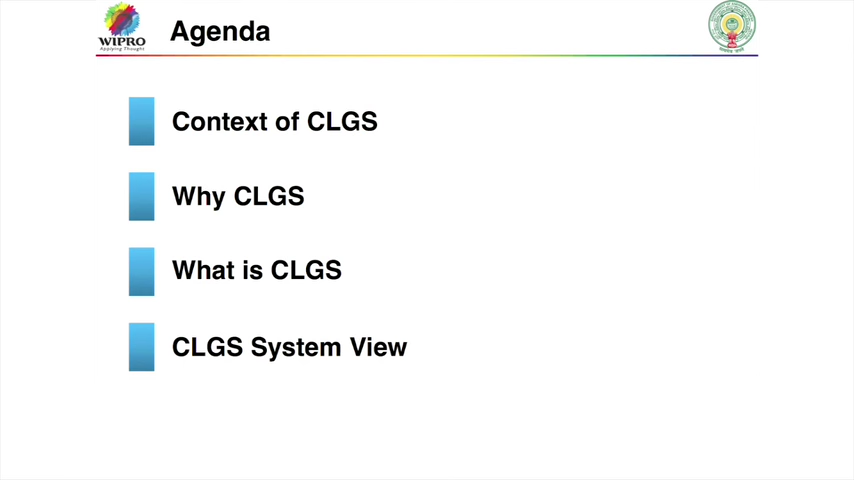 WIPRO
Applying Thought
Agenda
Context of CLGS
Why CLGS
What is CLGS
CLGS System View